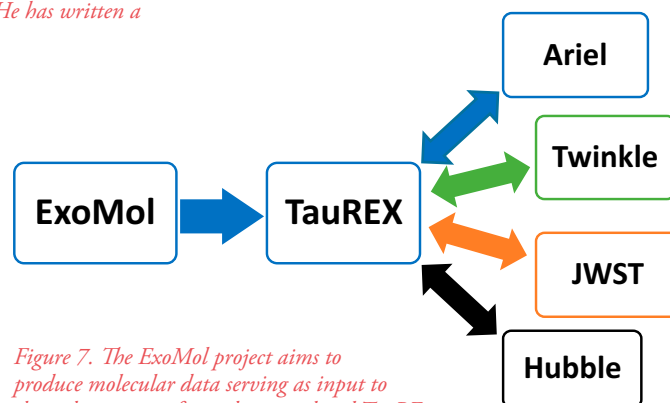 He has written a
Ariel
Twinkle
ExoMol
TauREX
JWST
Hubble
Figure 7. The ExoMol project aims to
produce molecular data serving as input to